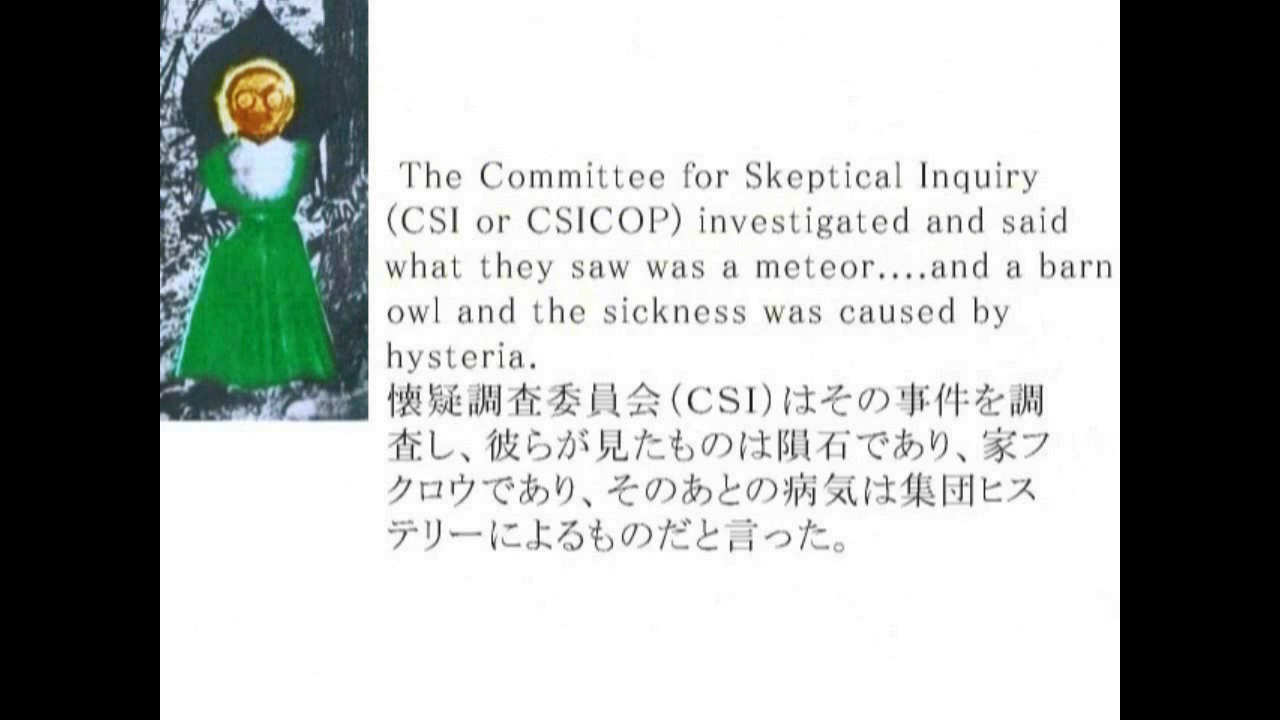 The Committee for Skeptical Inquiry
(CSI or CSICOP) investigated and said
what they saw was a meteor....and a barn
owl and the sickness was caused by
hysteria.
懐疑調査委員会(CSI)はその事件を調
査し、彼らが見たものは隕石であり、家フ
クロウであり、そのあとの病気は集団ヒス
テリーによるものだと言った。